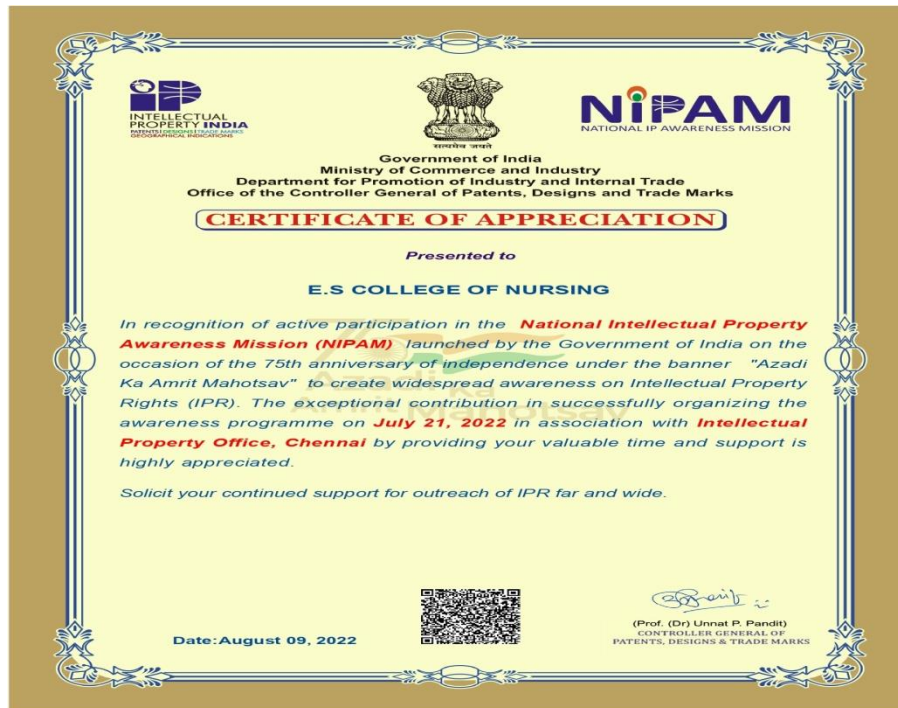 iP
INTELLECTUAL
PROPERTY INDIA
PATENTS | DESIGNS | TRADE MARKS
GEOGRAPHICAL INDICATIONS
सत्यमेव जयते
NiPAM
NATIONAL IP AWARENESS MISSION
Government of India
Ministry of Commerce and Industry
Department for Promotion of Industry and Internal Trade
Office of the Controller General of Patents, Designs and Trade Marks
CERTIFICATE OF APPRECIATION
Presented to
E.S COLLEGE OF NURSING
In recognition of active participation in the National Intellectual Property
Awareness Mission (NIPAM) launched by the Government of India on the
occasion of the 75th anniversary of independence under the banner "Azadi
Ka Amrit Mahotsav" to create widespread awareness on Intellectual Property
Rights (IPR). The exceptional contribution in successfully organizing the
awareness programme on July 21, 2022 in association with Intellectual
Property Office, Chennai by providing your valuable time and support is
highly appreciated.
Azadi
Ka
Amrit Mahotsav
Solicit your continued support for outreach of IPR far and wide.
Date:August 09, 2022
(Prof. (Dr) Unnat P. Pandit)
CONTROLLER GENERAL OF
PATENTS, DESIGNS & TRADE MARKS